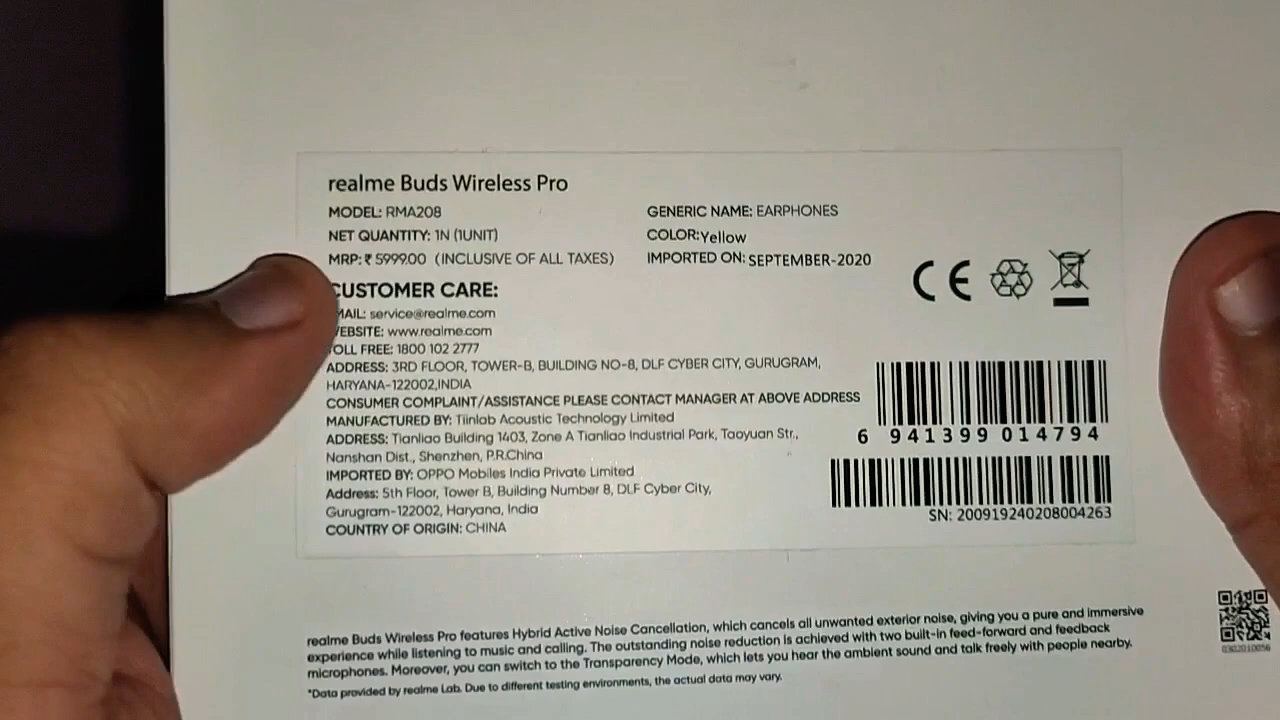 realme Buds Wireless Pro
MODEL: RMA208
GENERIC NAME: EARPHONES
NET QUANTITY: 1N (1UNIT)
COLOR: Yellow
MRP: ₹ 5999.00 (INCLUSIVE OF ALL TAXES)
IMPORTED ON: SEPTEMBER-2020
CUSTOMER CARE:
MAIL: service@realme.com
EBSITE: www.realme.com
TOLL FREE: 1800 102 2777
ADDRESS: 3RD FLOOR, TOWER-B, BUILDING NO-8, DLF CYBER CITY, GURUGRAM,
HARYANA-122002,INDIA
CONSUMER COMPLAINT/ASSISTANCE PLEASE CONTACT MANAGER AT ABOVE ADDRESS
MANUFACTURED BY: Tiinlab Acoustic Technology Limited
ADDRESS: Tianliao Building 1403, Zone A Tianliao Industrial Park, Taoyuan Str.,
Nanshan Dist., Shenzhen, P.R.China
IMPORTED BY: OPPO Mobiles India Private Limited
Address: 5th Floor, Tower B, Building Number 8, DLF Cyber City,
Gurugram-122002, Haryana, India
COUNTRY OF ORIGIN: CHINA
CE
6 941399 014794
SN: 200919240208004263
realme Buds Wireless Pro features Hybrid Active Noise Cancellation, which cancels all unwanted exterior noise, giving you a pure and immersive
experience while listening to music and calling. The outstanding noise reduction is achieved with two built-in feed-forward and feedback
microphones. Moreover, you can switch to the Transparency Mode, which lets you hear the ambient sound and talk freely with people nearby.
*Data provided by realme Lab. Due to different testing environments, the actual data may vary.